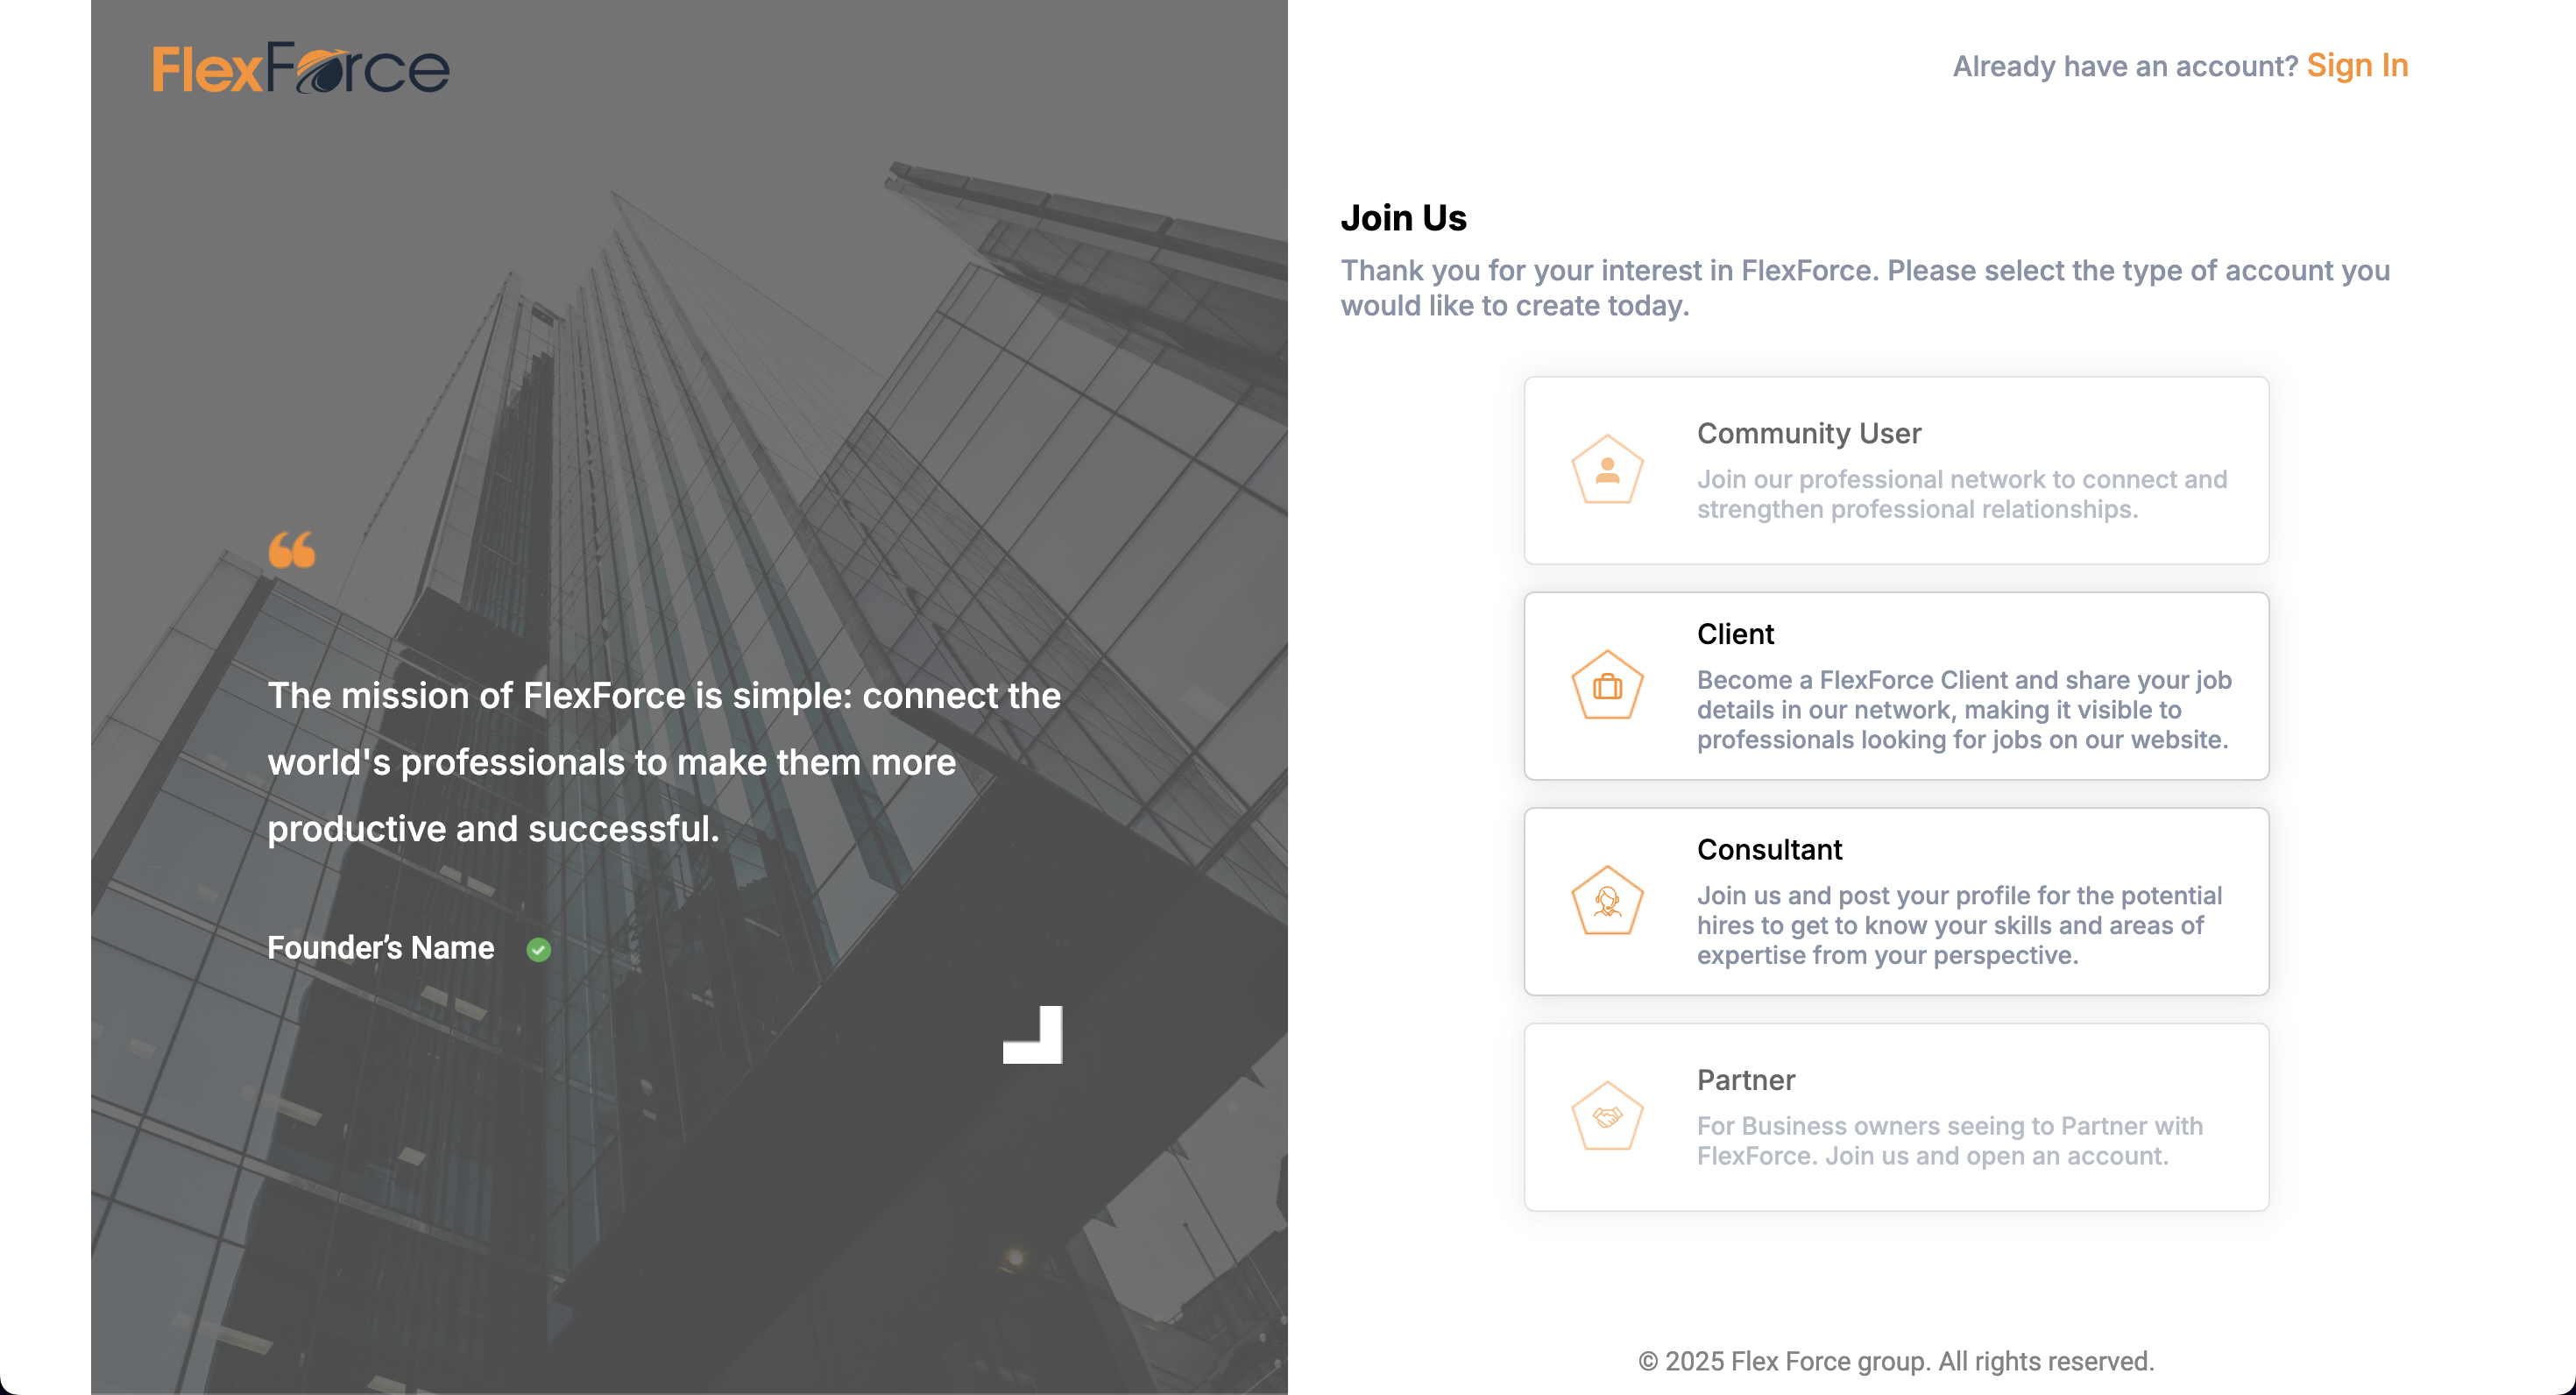 FlexForce
The mission of FlexForce is simple: connect the
world's professionals to make them more
productive and successful.
Founder’s Name
Already have an account? Sign In
Join Us
Thank you for your interest in FlexForce. Please select the type of account you
would like to create today.
Community User
Join our professional network to connect and
strengthen professional relationships.
Client
Become a FlexForce Client and share your job
details in our network, making it visible to
professionals looking for jobs on our website.
Consultant
Join us and post your profile for the potential
hires to get to know your skills and areas of
expertise from your perspective.
Partner
For Business owners seeing to Partner with
FlexForce. Join us and open an account.
© 2025 Flex Force group. All rights reserved.